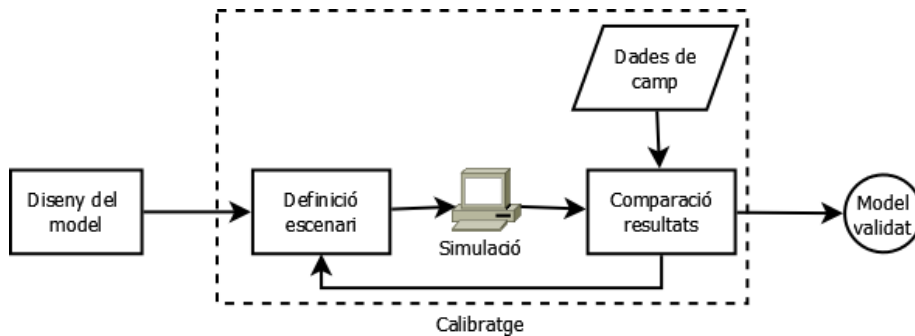 Dades de
camp
Diseny del
model
Definició
escenari
Simulació
Comparació
resultats
Model
validat
Calibratge